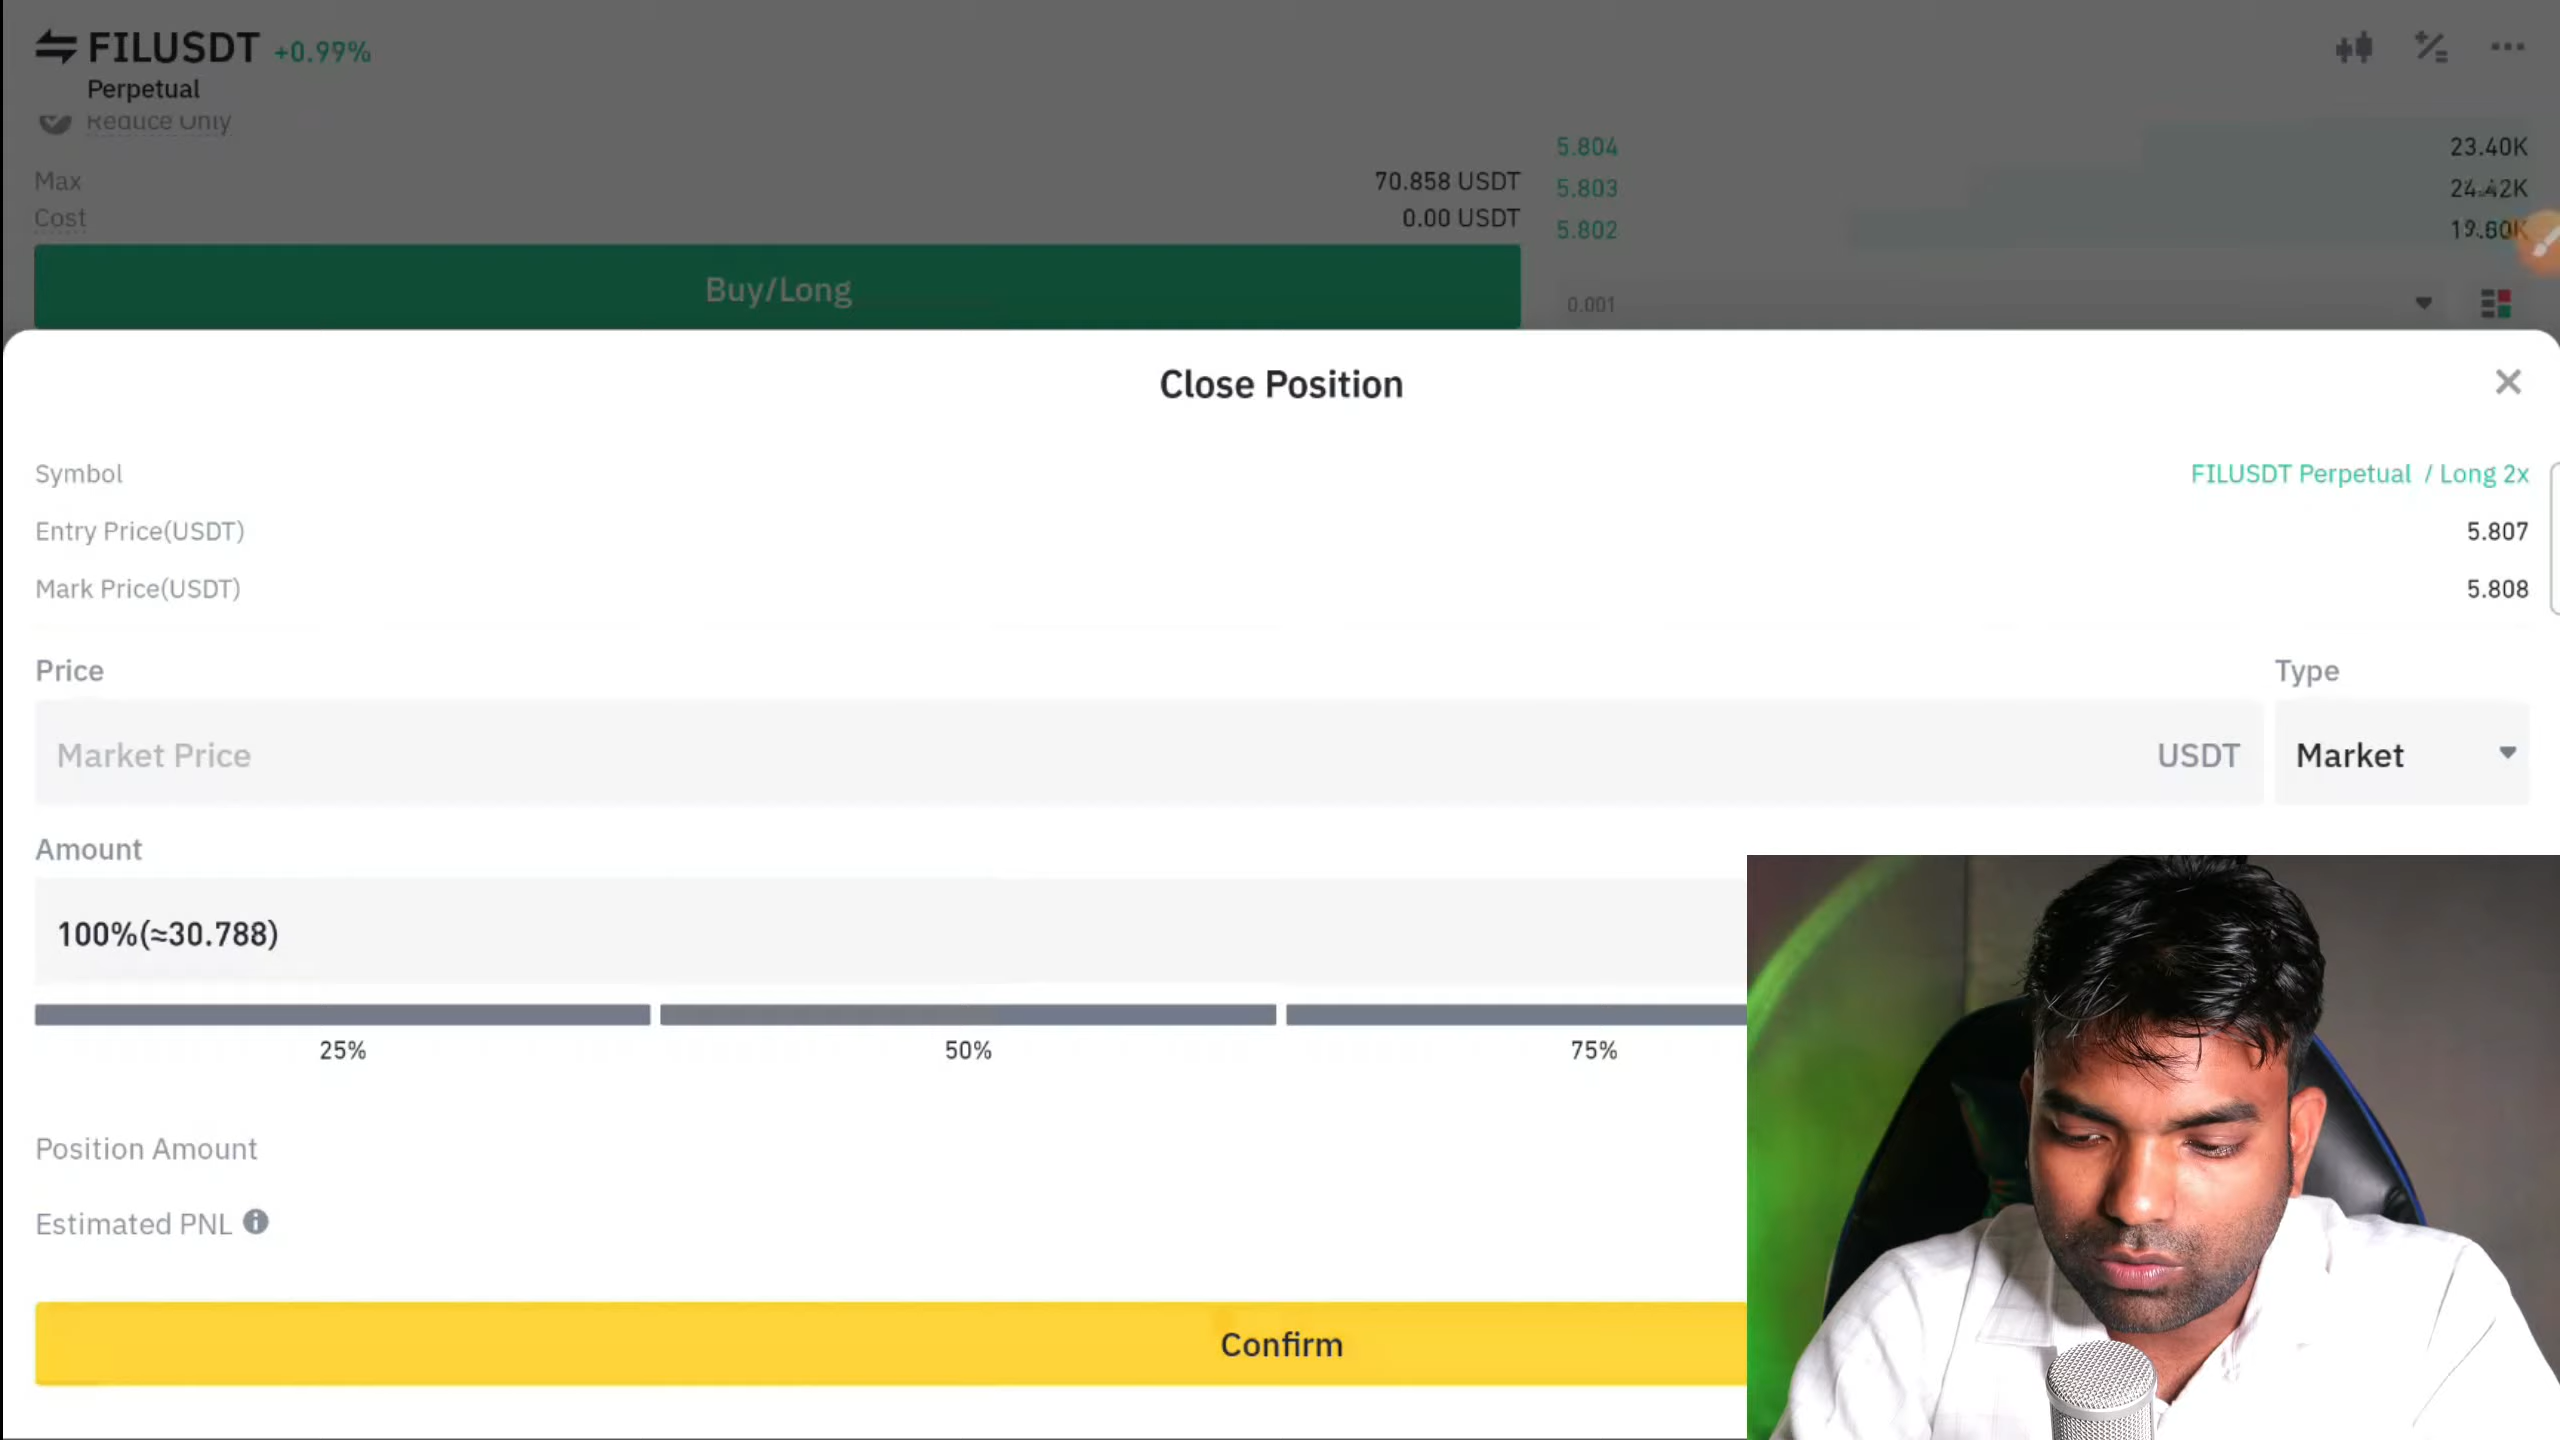 FILUSDT +0.99%
Perpetual
Reduce Only
Max 70.858 USDT
Cost 0.00 USDT
Buy/Long
5.804 23.40K
5.803 24.42K
5.802 19.80K
0.001
Close Position
Symbol FILUSDT Perpetual / Long 2x
Entry Price(USDT) 5.807
Mark Price(USDT) 5.808
Price Type
Market Price USDT Market
Amount
100%(≈30.788)
25% 50% 75%
Position Amount
Estimated PNL
Confirm